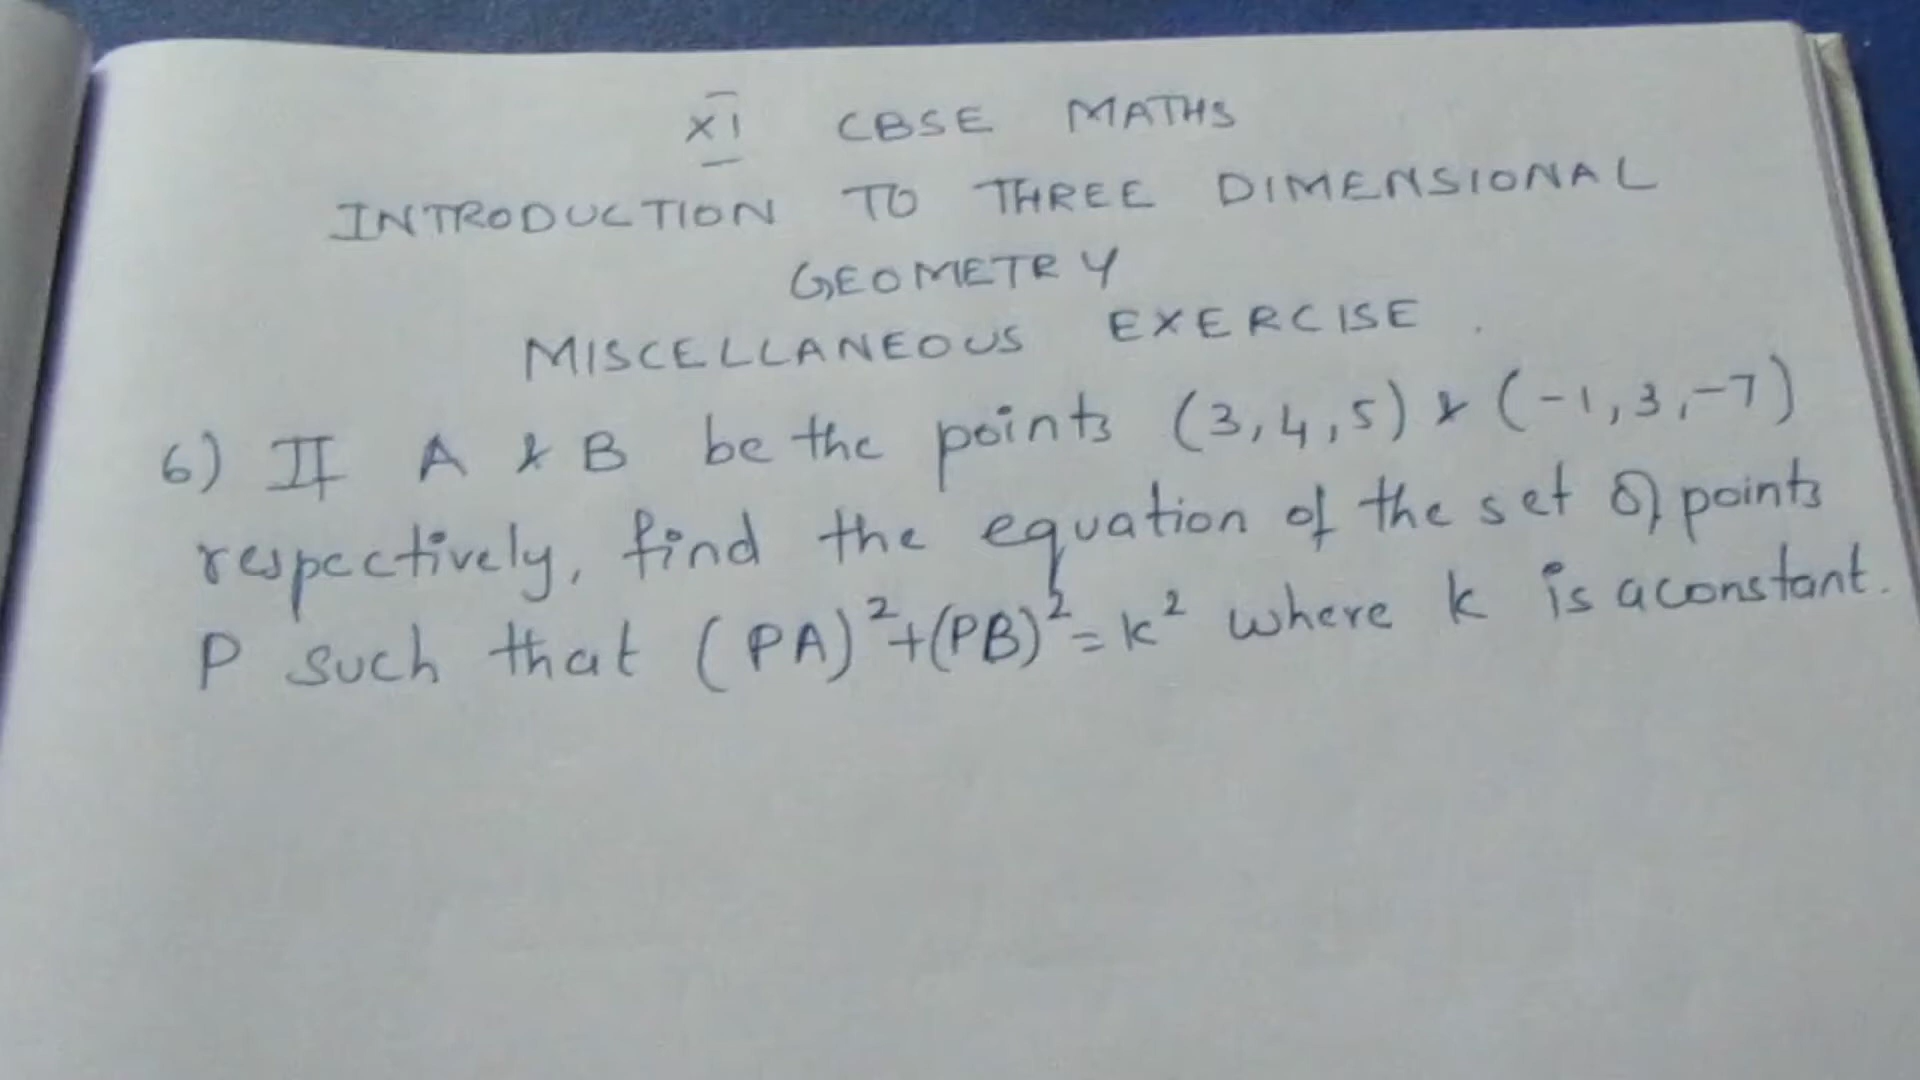 XI CBSE MATHS
INTRODUCTION TO THREE DIMENSIONAL
GEOMETRY
MISCELLANEOUS EXERCISE.
6) If A & B be the points (3,4,5) & (-1,3,-7)
respectively, find the equation of the set of points
P such that (PA)²+(PB)²=k² where k is a constant.